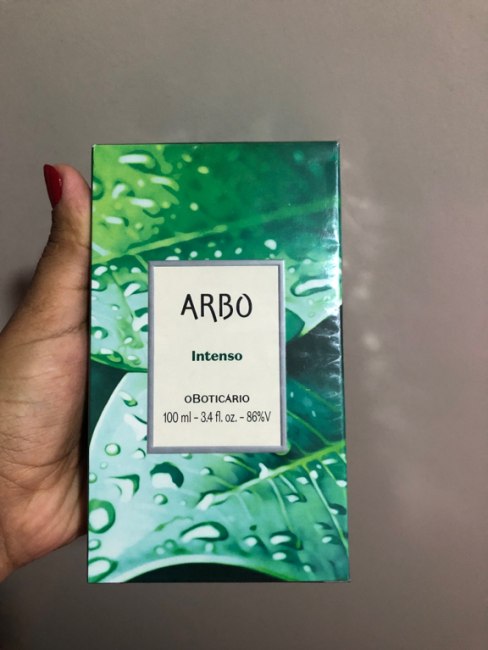 ARBO
Intenso
oBOTICÁRIO
100 ml - 3.4 fl. oz. - 86%V